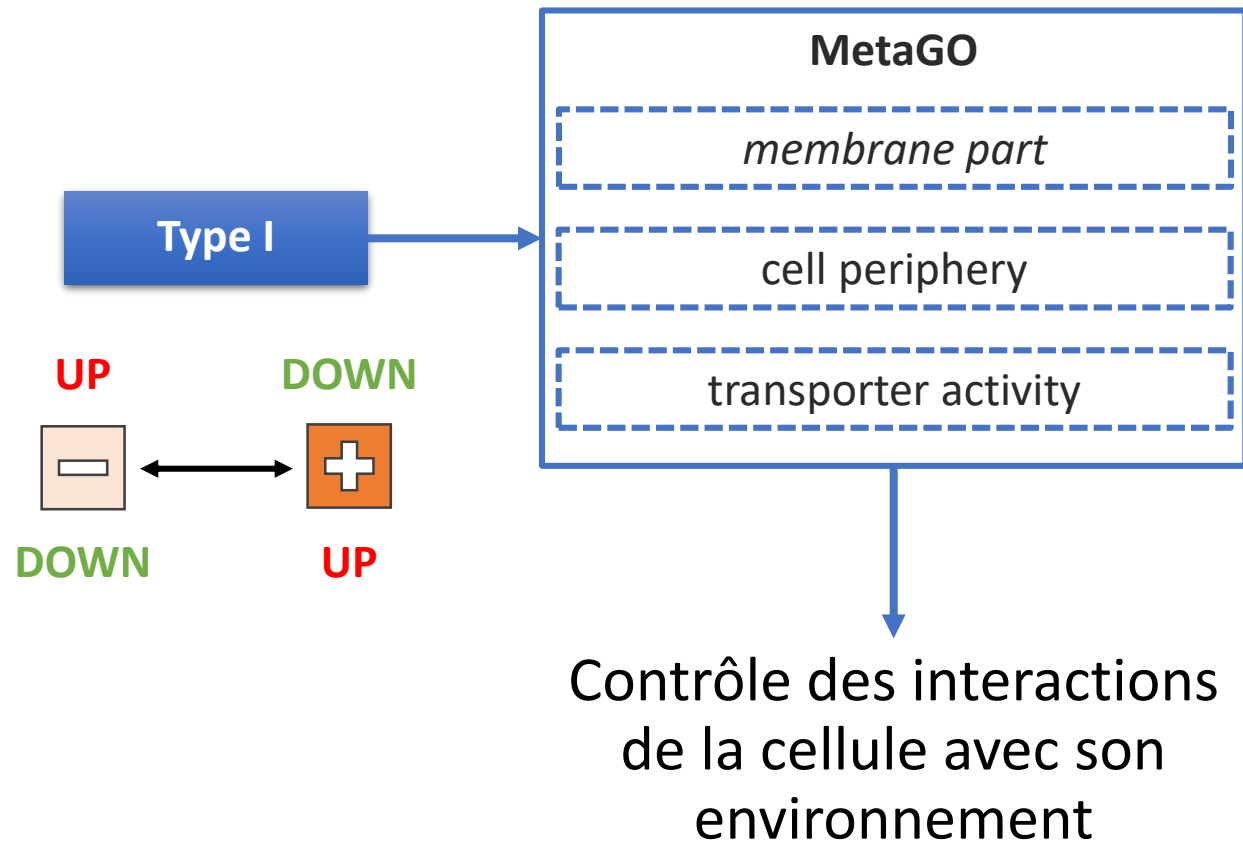 MetaGO
membrane part
Type I
cell periphery
transporter activity
UP DOWN
DOWN UP
Contrôle des interactions
de la cellule avec son
environnement